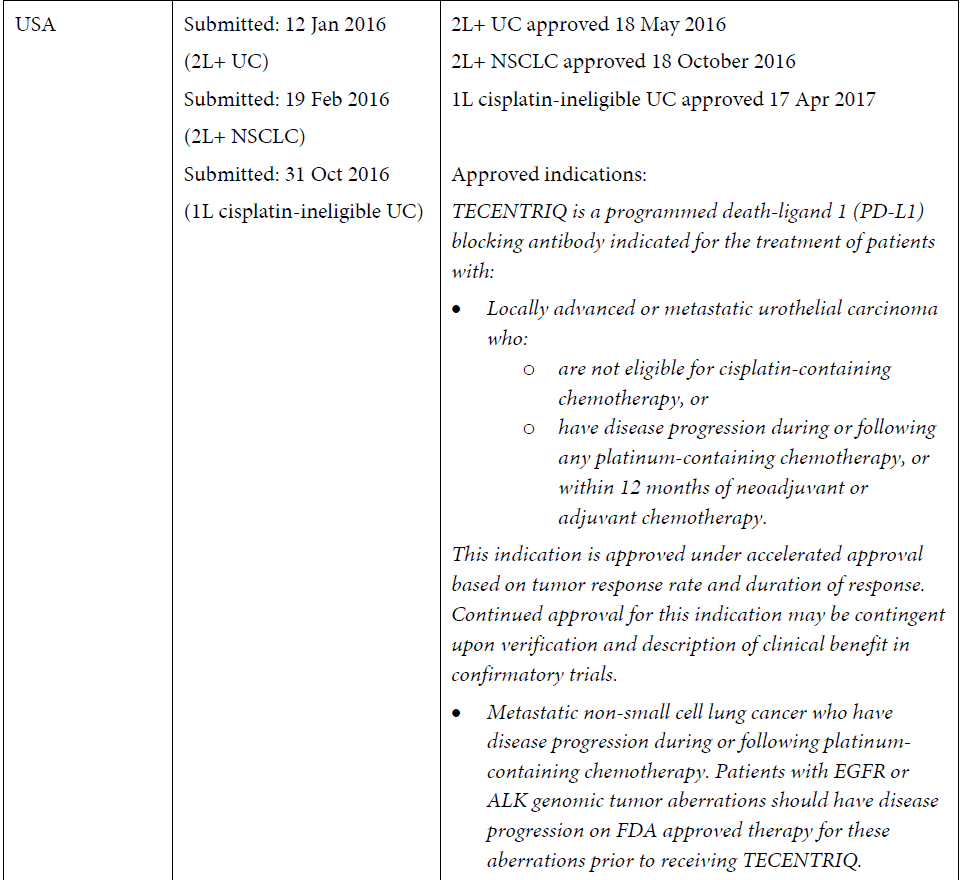 USA
Submitted: 12 Jan 2016
(2L+ UC)
Submitted: 19 Feb 2016
(2L+ NSCLC)
Submitted: 31 Oct 2016
(1L cisplatin-ineligible UC)
2L+ UC approved 18 May 2016
2L+ NSCLC approved 18 October 2016
1L cisplatin-ineligible UC approved 17 Apr 2017
Approved indications:
TECENTRIQ is a programmed death-ligand 1 (PD-L1)
blocking antibody indicated for the treatment of patients
with:
• Locally advanced or metastatic urothelial carcinoma
who:
o are not eligible for cisplatin-containing
chemotherapy, or
o have disease progression during or following
any platinum-containing chemotherapy, or
within 12 months of neoadjuvant or
adjuvant chemotherapy.
This indication is approved under accelerated approval
based on tumor response rate and duration of response.
Continued approval for this indication may be contingent
upon verification and description of clinical benefit in
confirmatory trials.
• Metastatic non-small cell lung cancer who have
disease progression during or following platinum-
containing chemotherapy. Patients with EGFR or
ALK genomic tumor aberrations should have disease
progression on FDA approved therapy for these
aberrations prior to receiving TECENTRIQ.